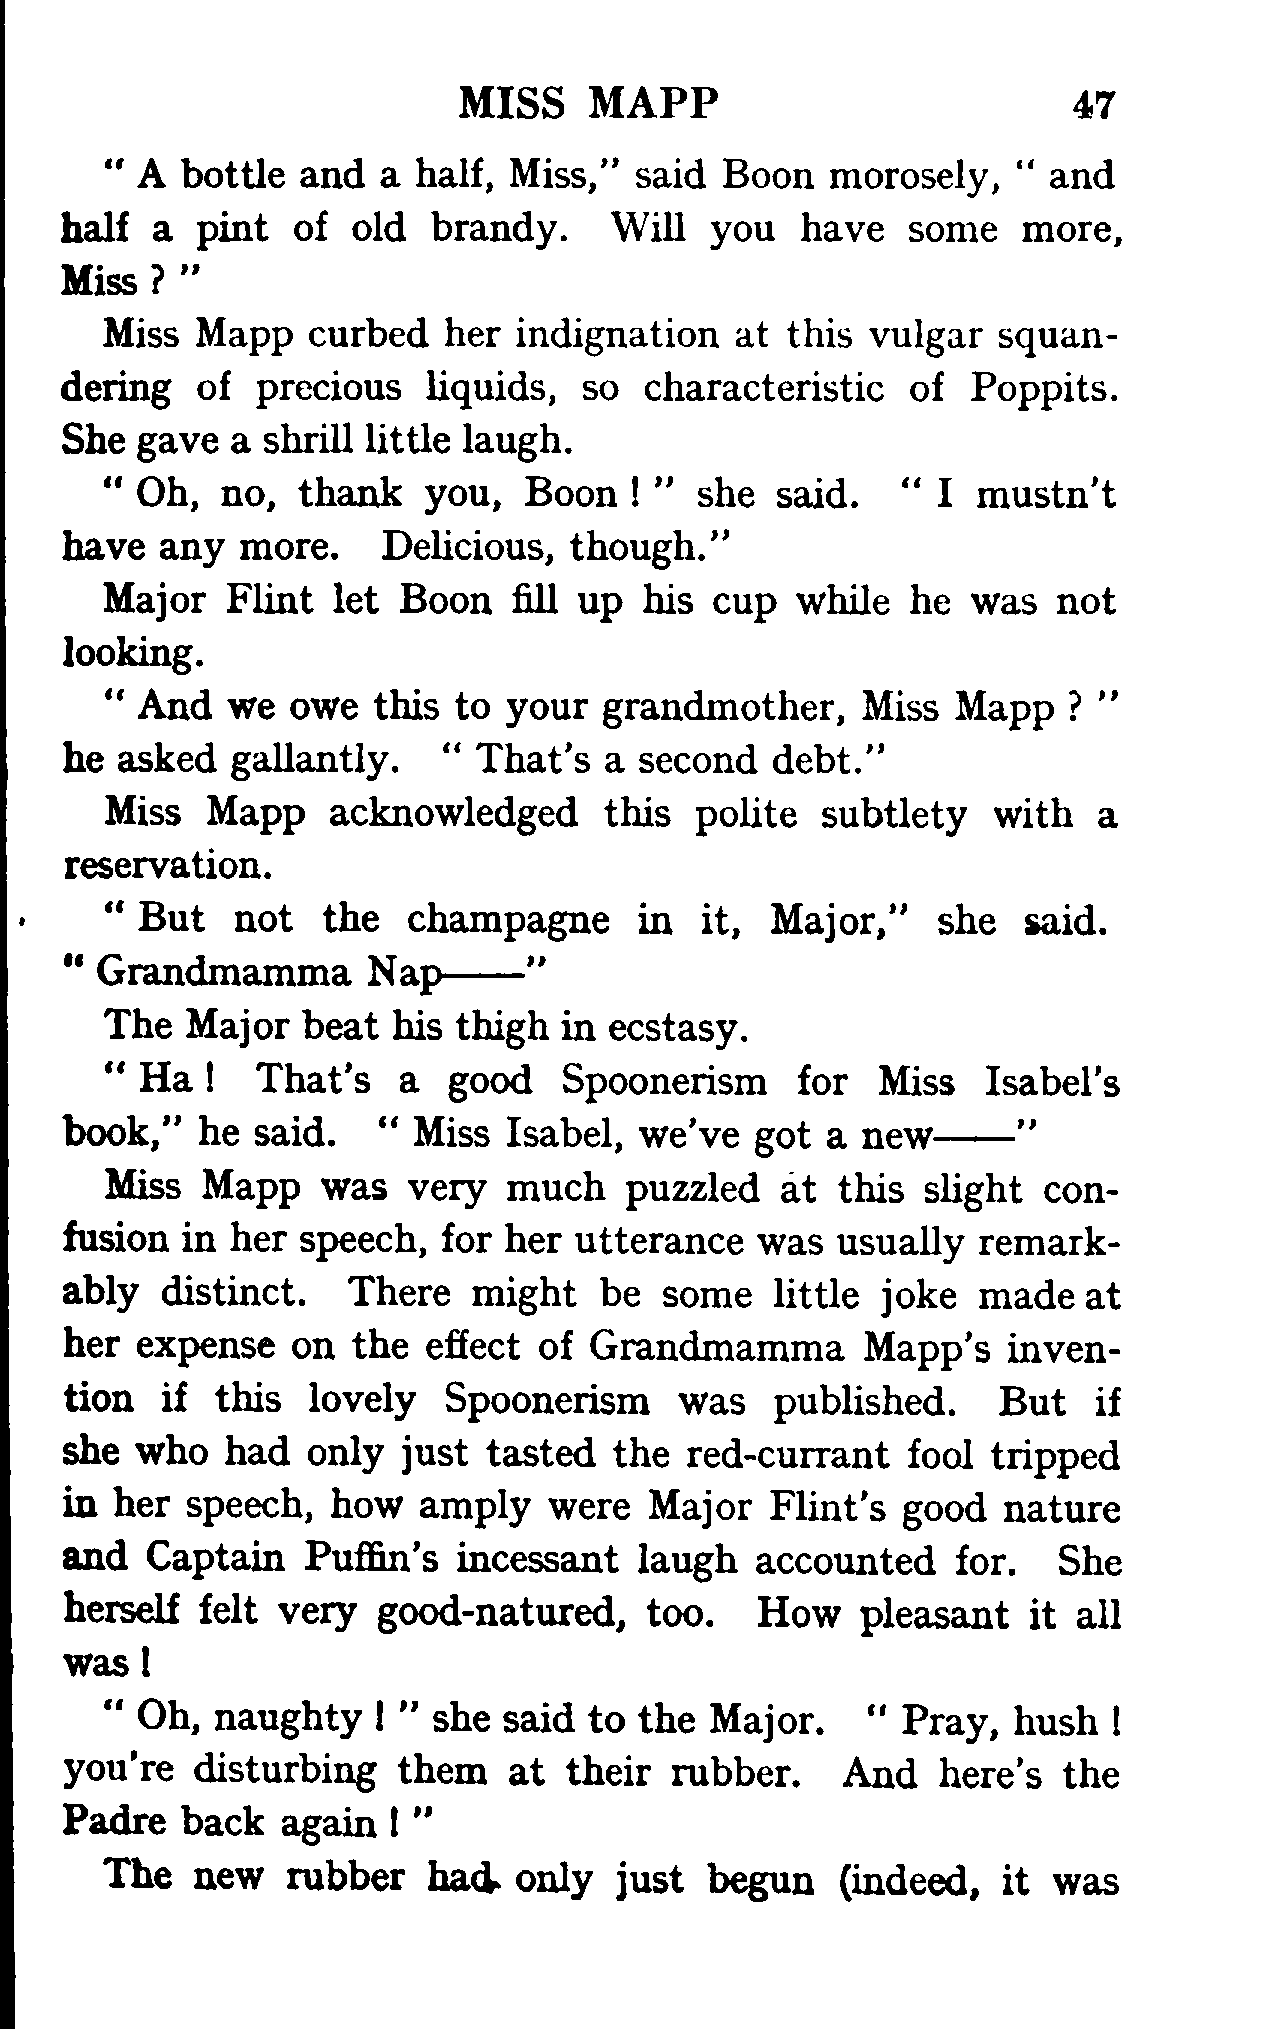 MISS MAPP 47
" A bottle and a half, Miss," said Boon morosely, " and
half a pint of old brandy. Will you have some more,
Miss ? "
Miss Mapp curbed her indignation at this vulgar squan-
dering of precious liquids, so characteristic of Poppits.
She gave a shrill little laugh.
" Oh, no, thank you, Boon ! " she said. " I mustn't
have any more. Delicious, though."
Major Flint let Boon fill up his cup while he was not
looking.
" And we owe this to your grandmother, Miss Mapp ? "
he asked gallantly. " That's a second debt."
Miss Mapp acknowledged this polite subtlety with a
reservation.
" But not the champagne in it, Major," she said.
" Grandmamma Nap——"
The Major beat his thigh in ecstasy.
" Ha ! That's a good Spoonerism for Miss Isabel's
book," he said. " Miss Isabel, we've got a new——"
Miss Mapp was very much puzzled at this slight con-
fusion in her speech, for her utterance was usually remark-
ably distinct. There might be some little joke made at
her expense on the effect of Grandmamma Mapp's inven-
tion if this lovely Spoonerism was published. But if
she who had only just tasted the red-currant fool tripped
in her speech, how amply were Major Flint's good nature
and Captain Puffin's incessant laugh accounted for. She
herself felt very good-natured, too. How pleasant it all
was !
" Oh, naughty ! " she said to the Major. " Pray, hush !
you're disturbing them at their rubber. And here's the
Padre back again ! "
The new rubber had only just begun (indeed, it was